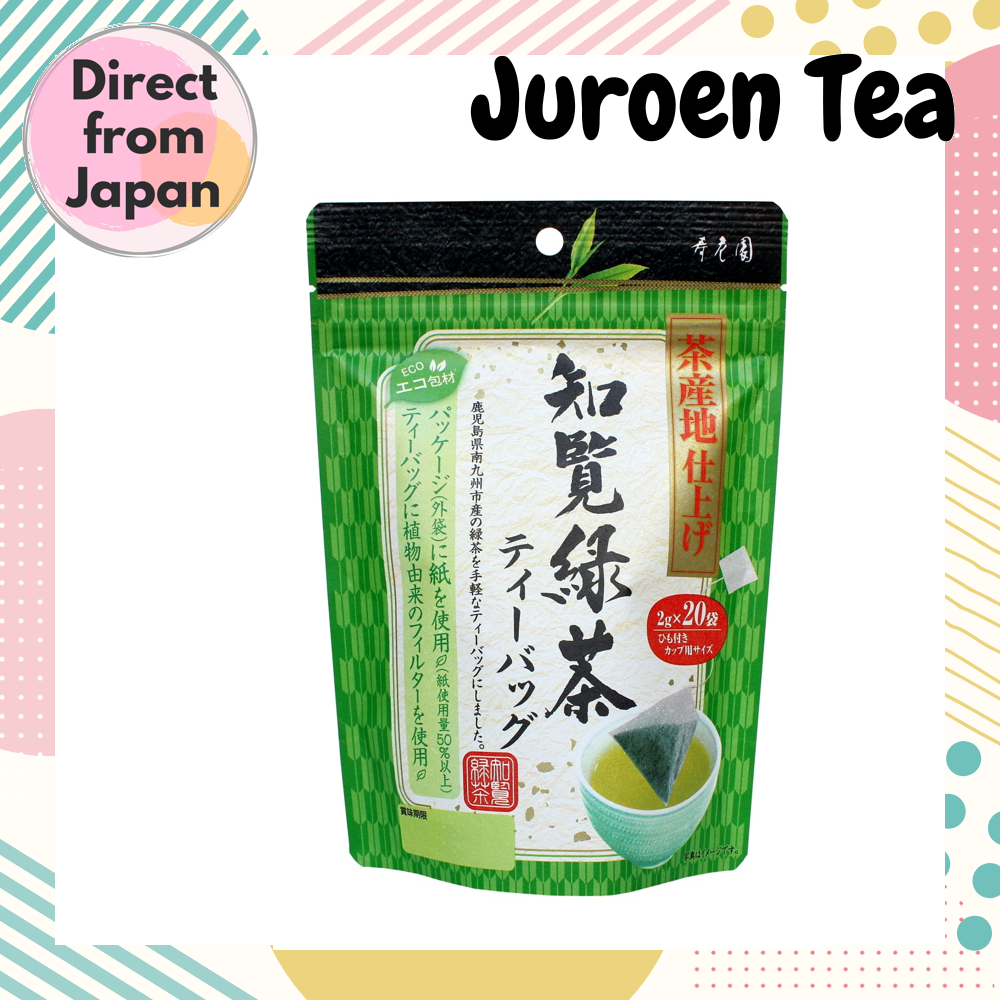 Direct
from
Japan
Juroen Tea
寿老園
茶産地仕上げ
知覧緑茶
ティーバッグ
鹿児島県南九州市産の緑茶を手軽なティーバッグにしました。
ECO
エコ包材
パッケージ(外袋)に紙を使用(紙使用量50%以上)
ティーバッグに植物由来のフィルターを使用
2g×20袋
ひも付き
カップ用サイズ
知覧
緑茶
賞味期限
写真はイメージです。